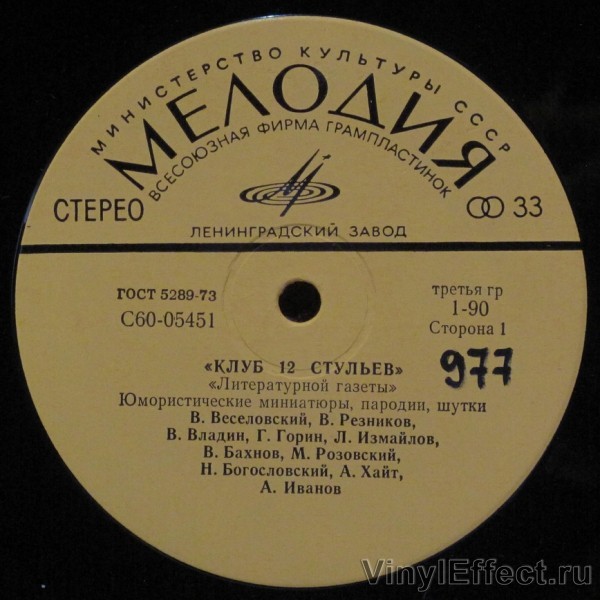 МИНИСТЕРСТВО КУЛЬТУРЫ СССР
МЕЛОДИЯ
ВСЕСОЮЗНАЯ ФИРМА ГРАМПЛАСТИНОК
СТЕРЕО
33
ЛЕНИНГРАДСКИЙ ЗАВОД
ГОСТ 5289-73
третья гр
С60-05451
1-90
Сторона 1
«КЛУБ 12 СТУЛЬЕВ»
977
«Литературной газеты»
Юмористические миниатюры, пародии, шутки
В. Веселовский, В. Резников,
В. Владин, Г. Горин, Л. Измайлов,
В. Бахнов, М. Розовский,
Н. Богословский, А. Хайт,
А. Иванов
VinylEffect.ru